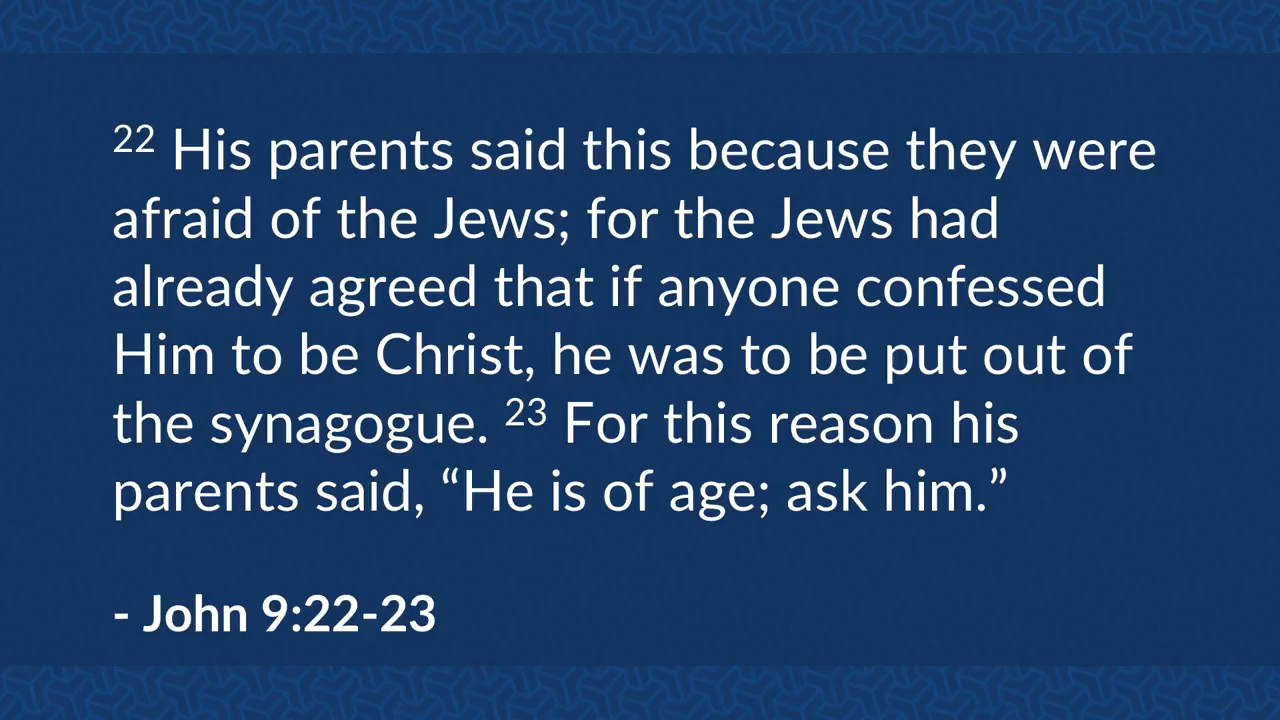 22 His parents said this because they were
afraid of the Jews; for the Jews had
already agreed that if anyone confessed
Him to be Christ, he was to be put out of
the synagogue. 23 For this reason his
parents said, “He is of age; ask him.”
- John 9:22-23